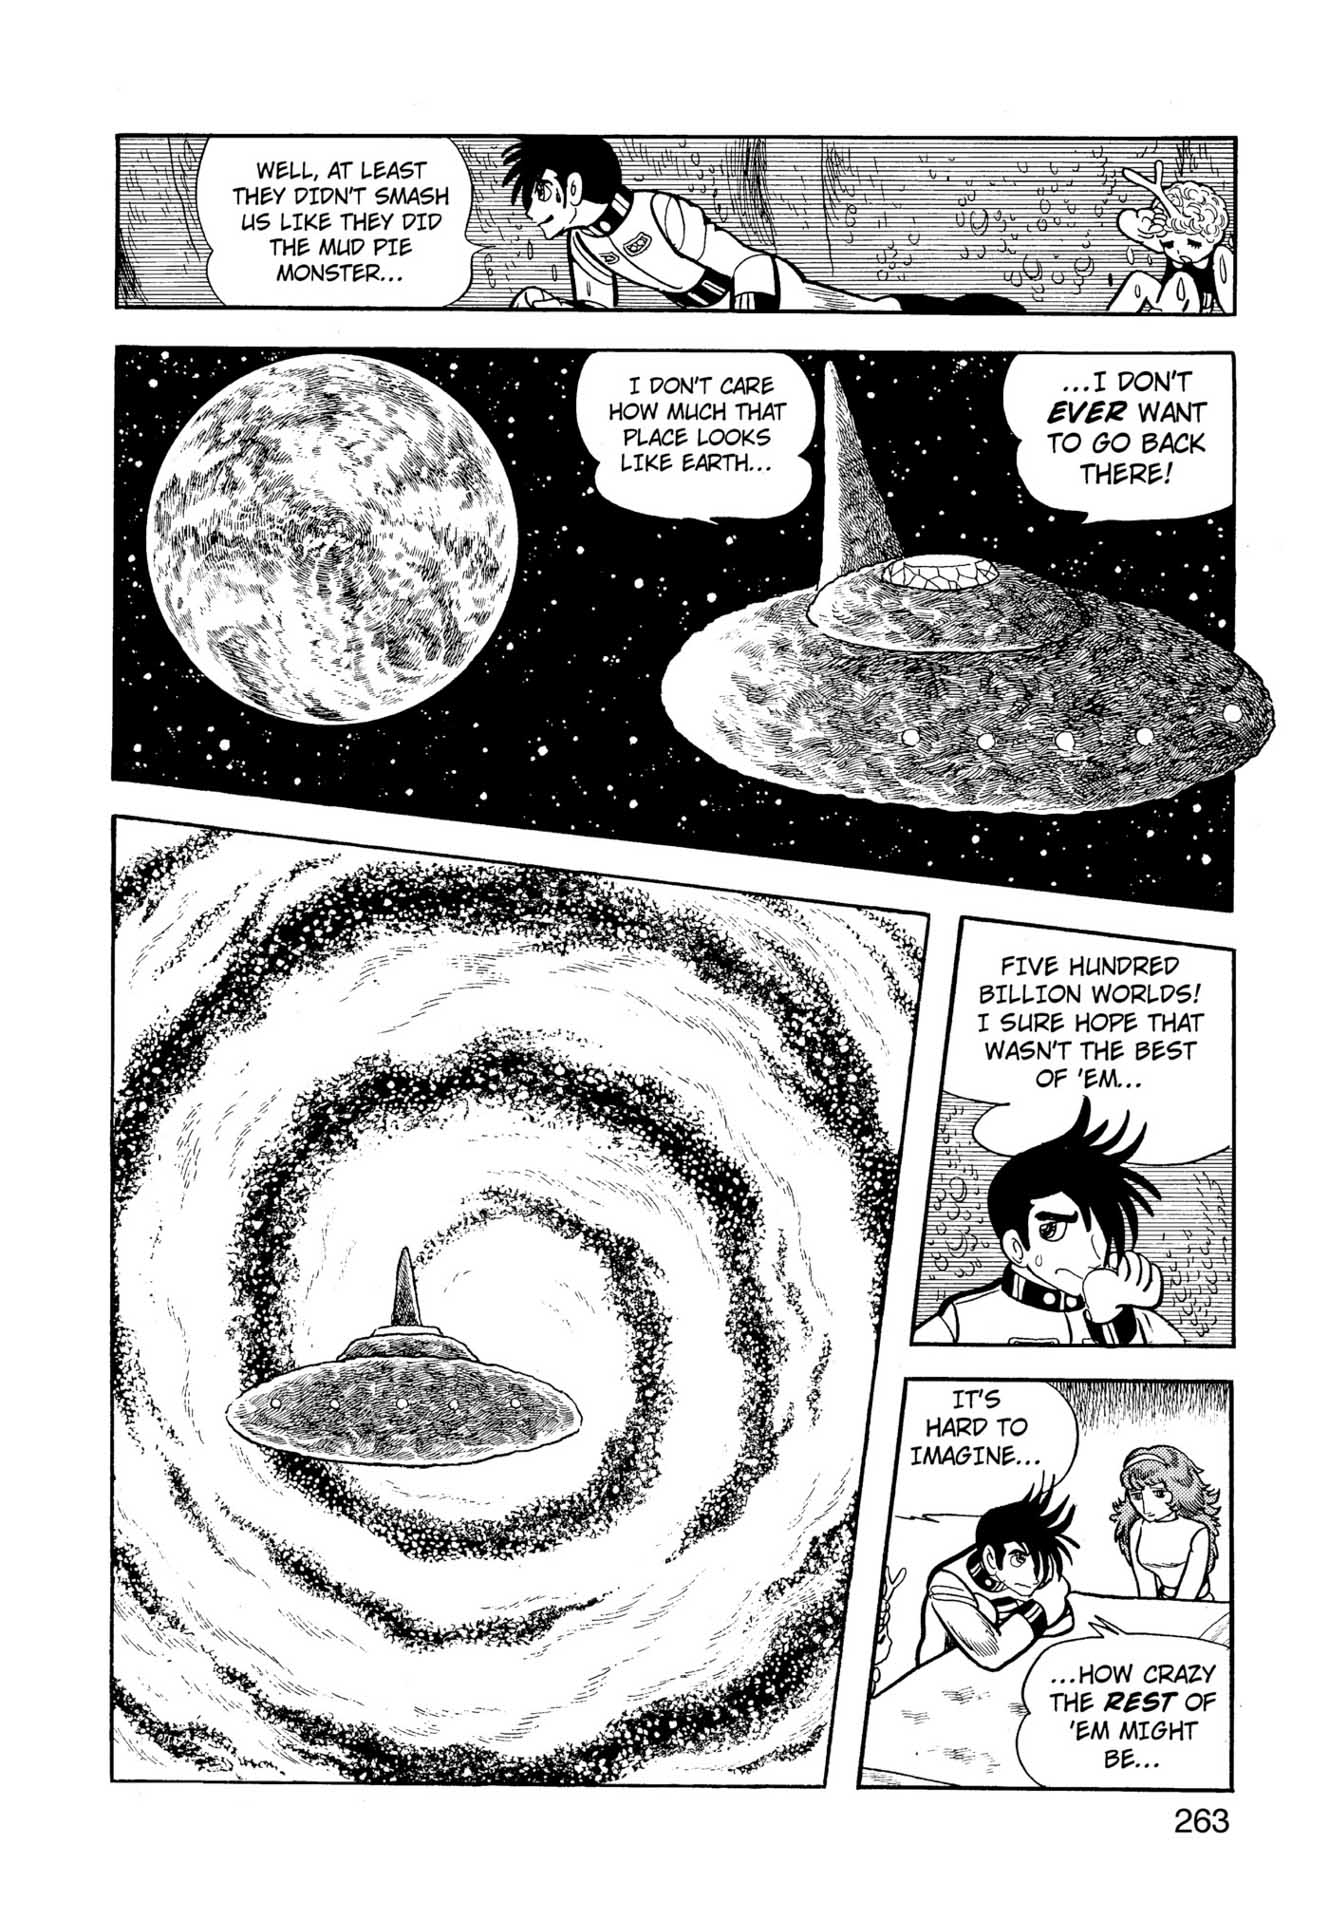 WELL, AT LEAST
THEY DIDN'T SMASH
US LIKE THEY DID
THE MUD PIE
MONSTER...
I DON'T CARE
HOW MUCH THAT
PLACE LOOKS
LIKE EARTH...
...I DON'T
EVER WANT
TO GO BACK
THERE!
FIVE HUNDRED
BILLION WORLDS!
I SURE HOPE THAT
WASN'T THE BEST
OF 'EM...
IT'S
HARD TO
IMAGINE...
...HOW CRAZY
THE REST OF
'EM MIGHT
BE...
263